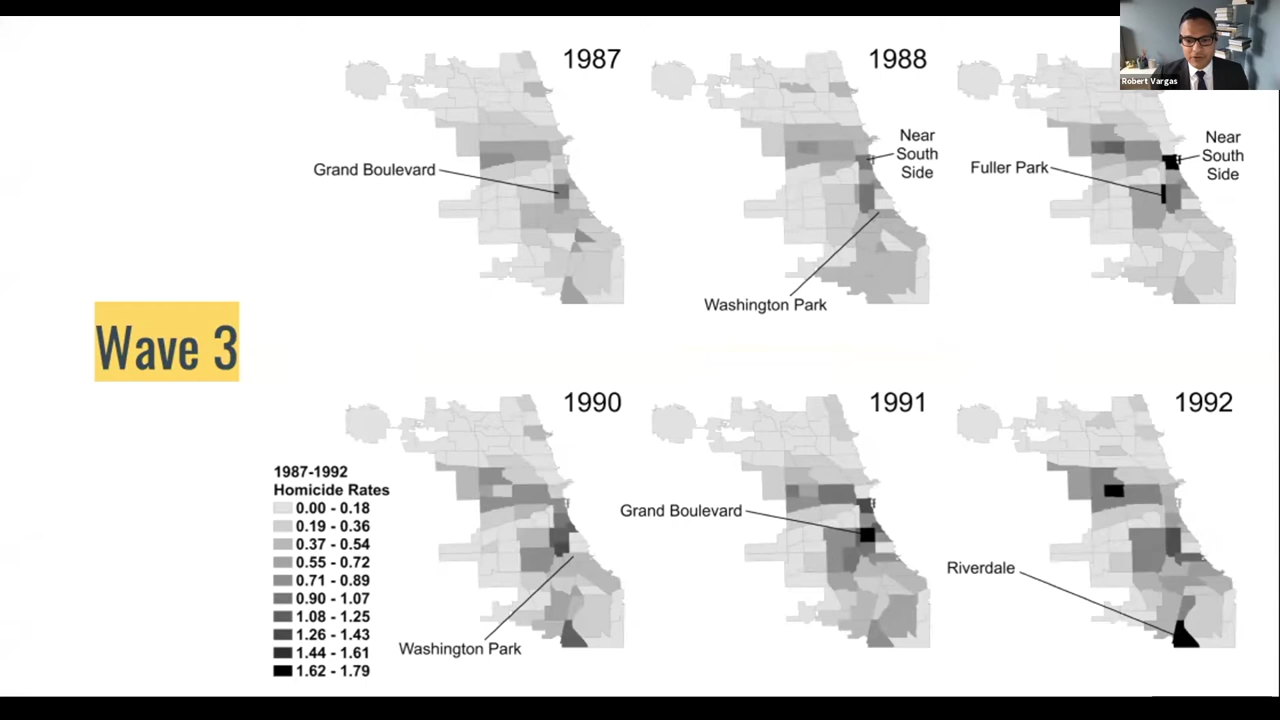 Robert Vargas
1987
1988
Grand Boulevard
Near
South
Side
Washington Park
Fuller Park
Near
South
Side
Wave 3
1990
1991
1992
1987-1992
Homicide Rates
0.00 - 0.18
0.19 - 0.36
0.37 - 0.54
0.55 - 0.72
0.71 - 0.89
0.90 - 1.07
1.08 - 1.25
1.26 - 1.43
1.44 - 1.61
1.62 - 1.79
Washington Park
Grand Boulevard
Riverdale